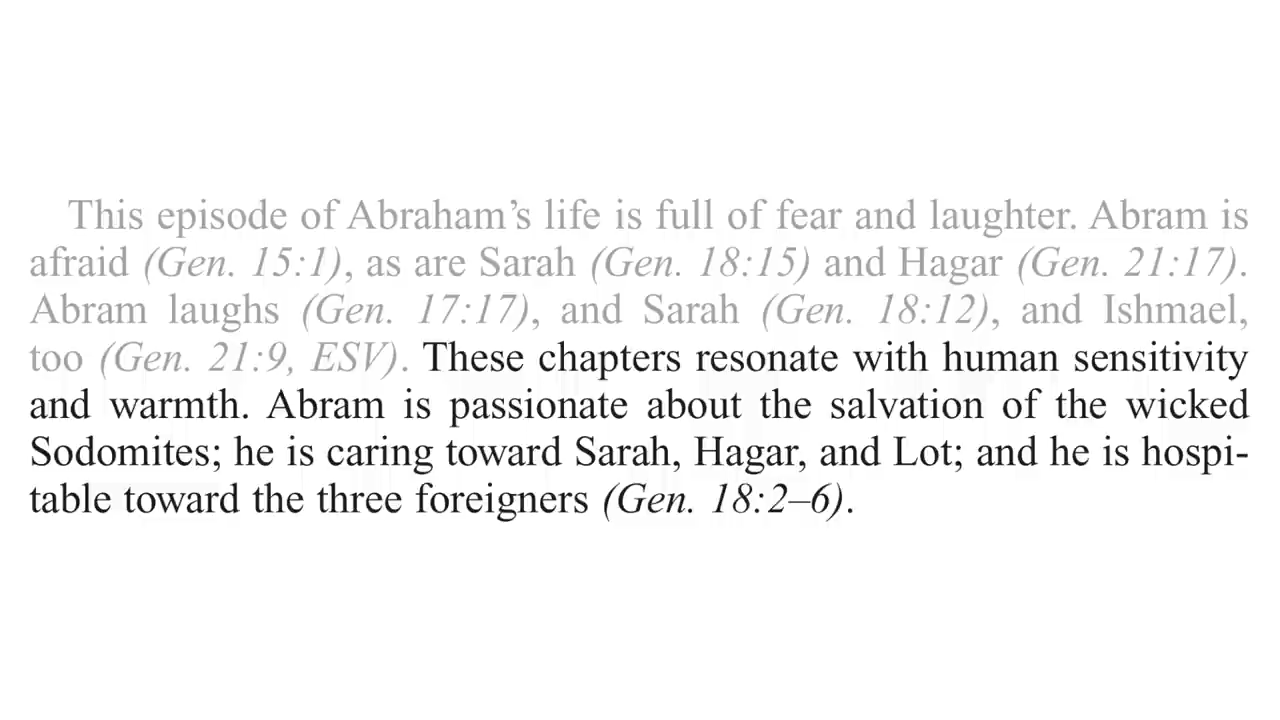 This episode of Abraham’s life is full of fear and laughter. Abram is
afraid (Gen. 15:1), as are Sarah (Gen. 18:15) and Hagar (Gen. 21:17).
Abram laughs (Gen. 17:17), and Sarah (Gen. 18:12), and Ishmael,
too (Gen. 21:9, ESV). These chapters resonate with human sensitivity
and warmth. Abram is passionate about the salvation of the wicked
Sodomites; he is caring toward Sarah, Hagar, and Lot; and he is hospi-
table toward the three foreigners (Gen. 18:2–6).